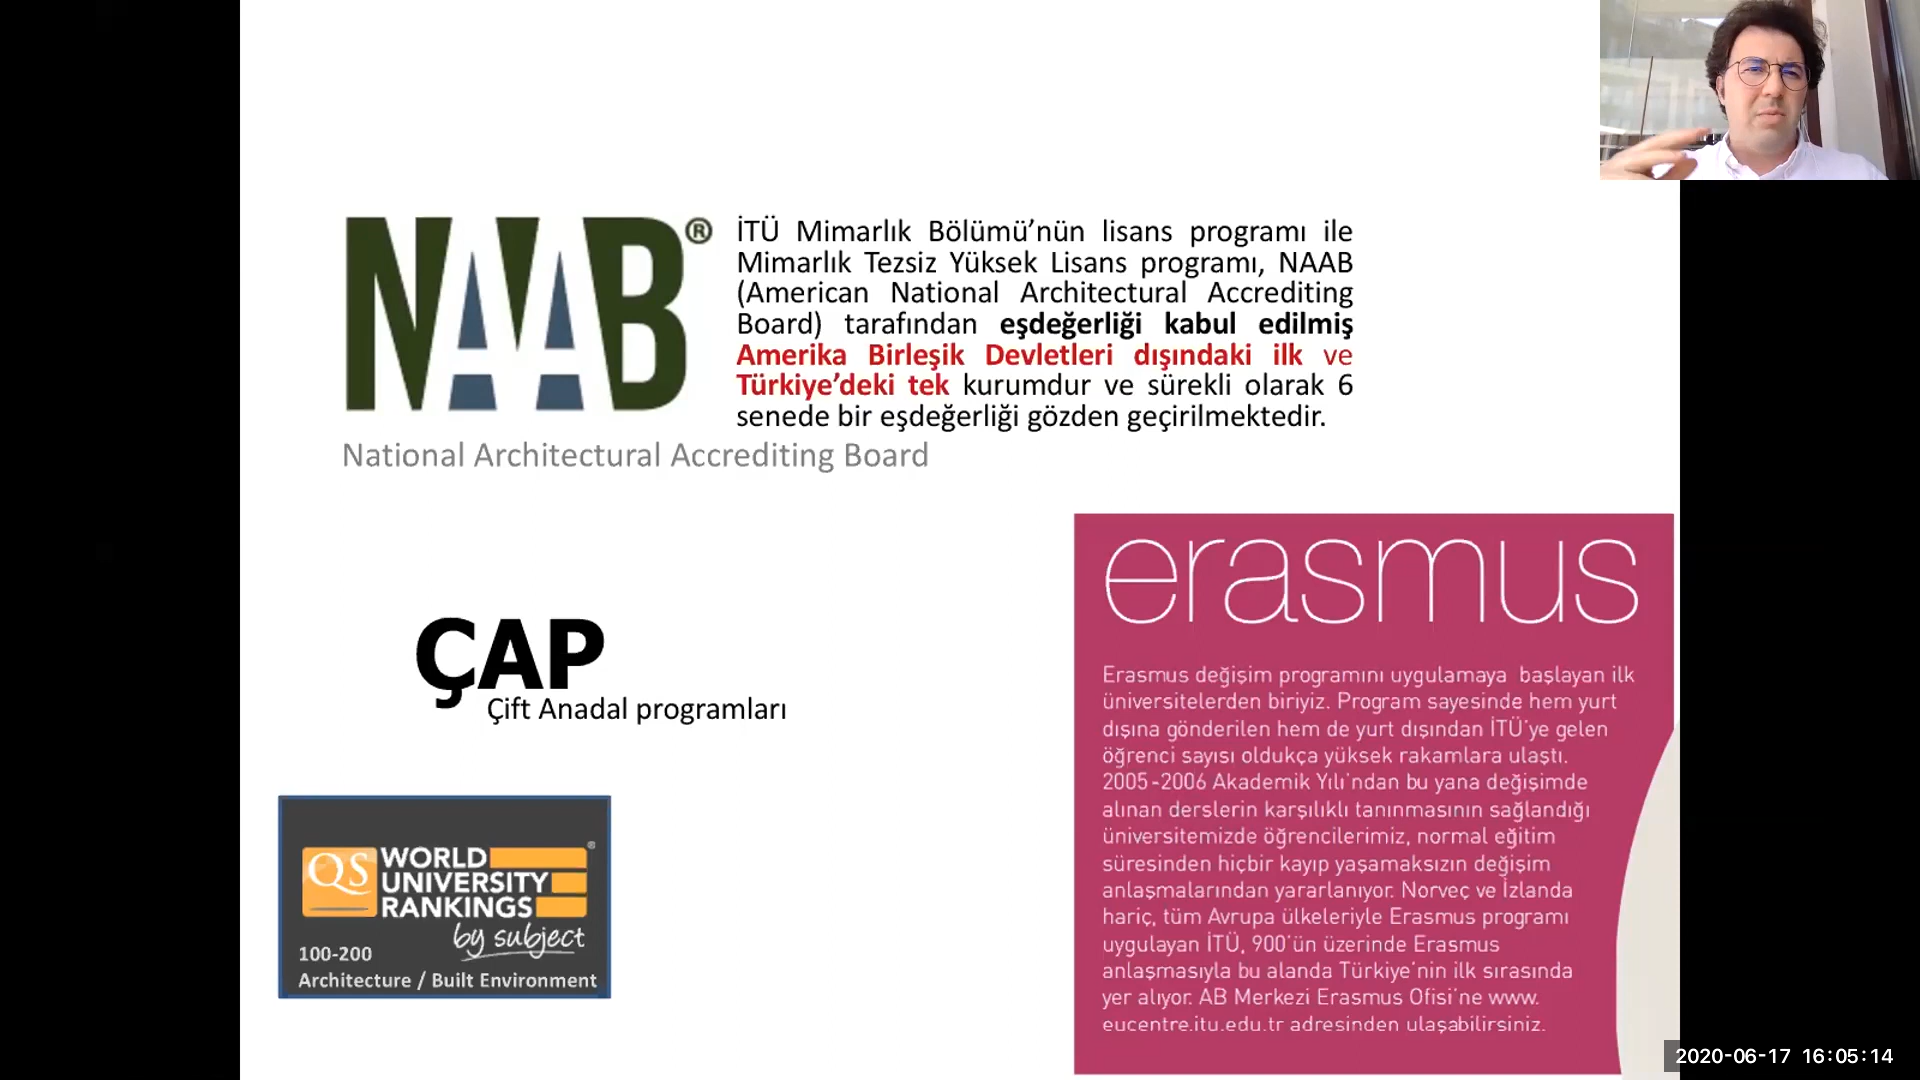 NAAB®
İTÜ Mimarlık Bölümü’nün lisans programı ile
Mimarlık Tezsiz Yüksek Lisans programı, NAAB
(American National Architectural Accrediting
Board) tarafından eşdeğerliği kabul edilmiş
Amerika Birleşik Devletleri dışındaki ilk ve
Türkiye’deki tek kurumdur ve sürekli olarak 6
senede bir eşdeğerliği gözden geçirilmektedir.
National Architectural Accrediting Board
ÇAP
Çift Anadal programları
QS WORLD
UNIVERSITY
RANKINGS
®
by subject
100-200
Architecture / Built Environment
erasmus
Erasmus değişim programını uygulamaya başlayan ilk
üniversitelerden biriyiz. Program sayesinde hem yurt
dışına gönderilen hem de yurt dışından İTÜ'ye gelen
öğrenci sayısı oldukça yüksek rakamlara ulaştı.
2005-2006 Akademik Yılı'ndan bu yana değişimde
alınan derslerin karşılıklı tanınmasının sağlandığı
üniversitemizde öğrencilerimiz, normal eğitim
süresinden hiçbir kayıp yaşamaksızın değişim
anlaşmalarından yararlanıyor. Norveç ve İzlanda
hariç, tüm Avrupa ülkeleriyle Erasmus programı
uygulayan İTÜ, 900'ün üzerinde Erasmus
anlaşmasıyla bu alanda Türkiye'nin ilk sırasında
yer alıyor. AB Merkezi Erasmus Ofisi'ne www.
eucentre.itu.edu.tr adresinden ulaşabilirsiniz.
2020-06-17 16:05:14